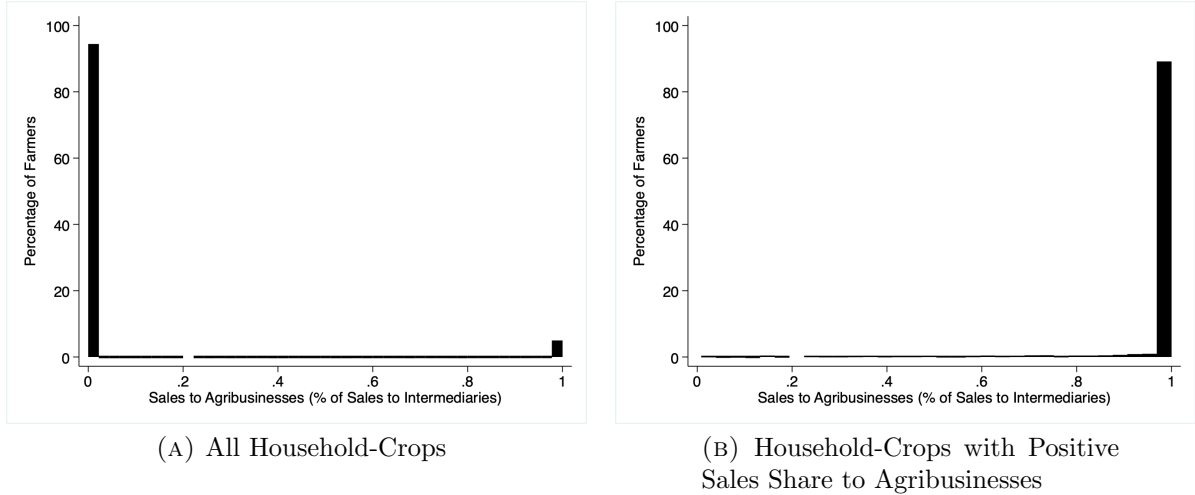 Percentage of Farmers
100
80
60
40
20
0
0 .2 .4 .6 .8 1
Sales to Agribusinesses (% of Sales to Intermediaries)
(A) All Household-Crops
Percentage of Farmers
100
80
60
40
20
0
0 .2 .4 .6 .8 1
Sales to Agribusinesses (% of Sales to Intermediaries)
(B) Household-Crops with Positive
Sales Share to Agribusinesses